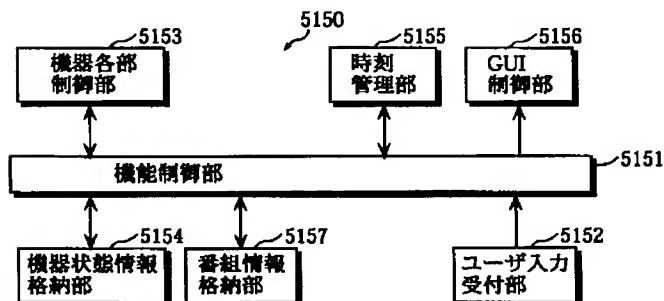 5150
5153
機器各部
制御部
5155
時刻
管理部
5156
GUI
制御部
機能制御部
5151
5154
機器状態情報
格納部
5157
番組情報
格納部
5152
ユーザ入力
受付部